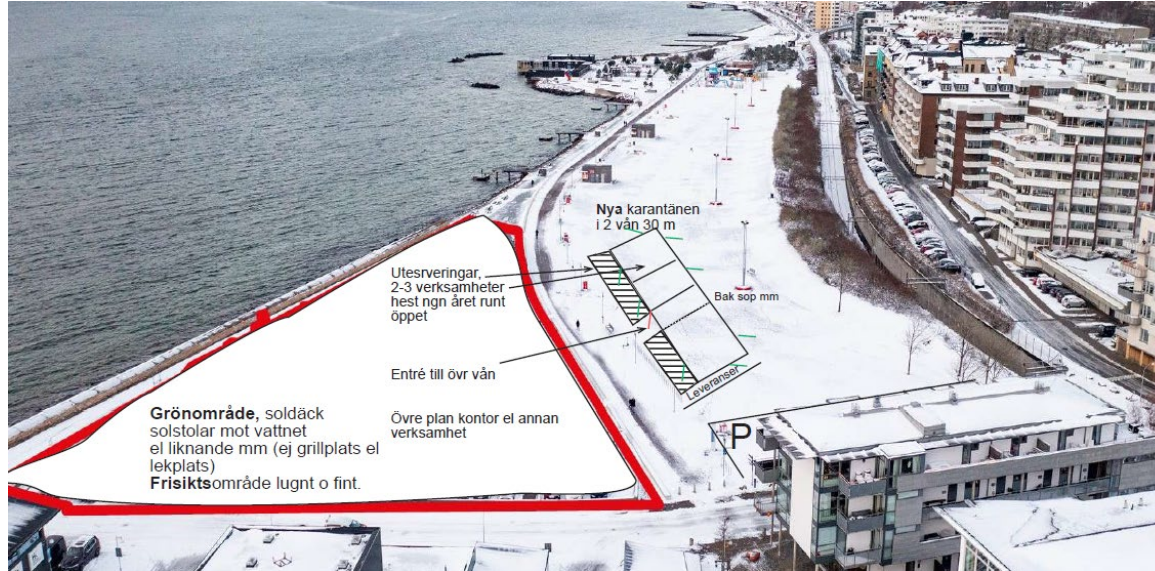 Nya karantänen
i 2 vån 30 m
Utesrveringar,
2-3 verksamheter
hest ngn året runt
öppet
Bak sop mm
Entré till övr vån
Leveranser
Övre plan kontor el annan
verksamhet
P
Grönområde, soldäck
solstolar mot vattnet
el liknande mm (ej grillplats el
lekplats)
Frisiktsområde lugnt o fint.